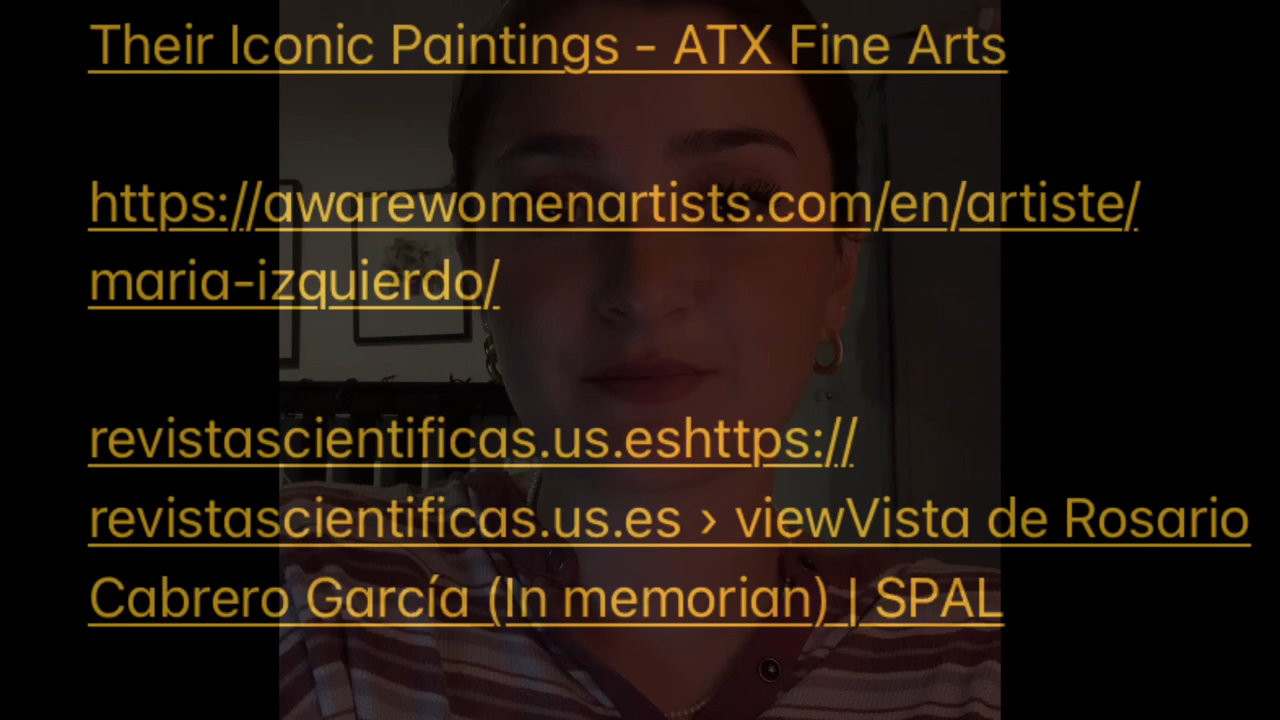 Their Iconic Paintings - ATX Fine Arts
https://awarewomenartists.com/en/artiste/
maria-izquierdo/
revistascientificas.us.eshttps://
revistascientificas.us.es › viewVista de Rosario
Cabrero García (In memorian) | SPAL